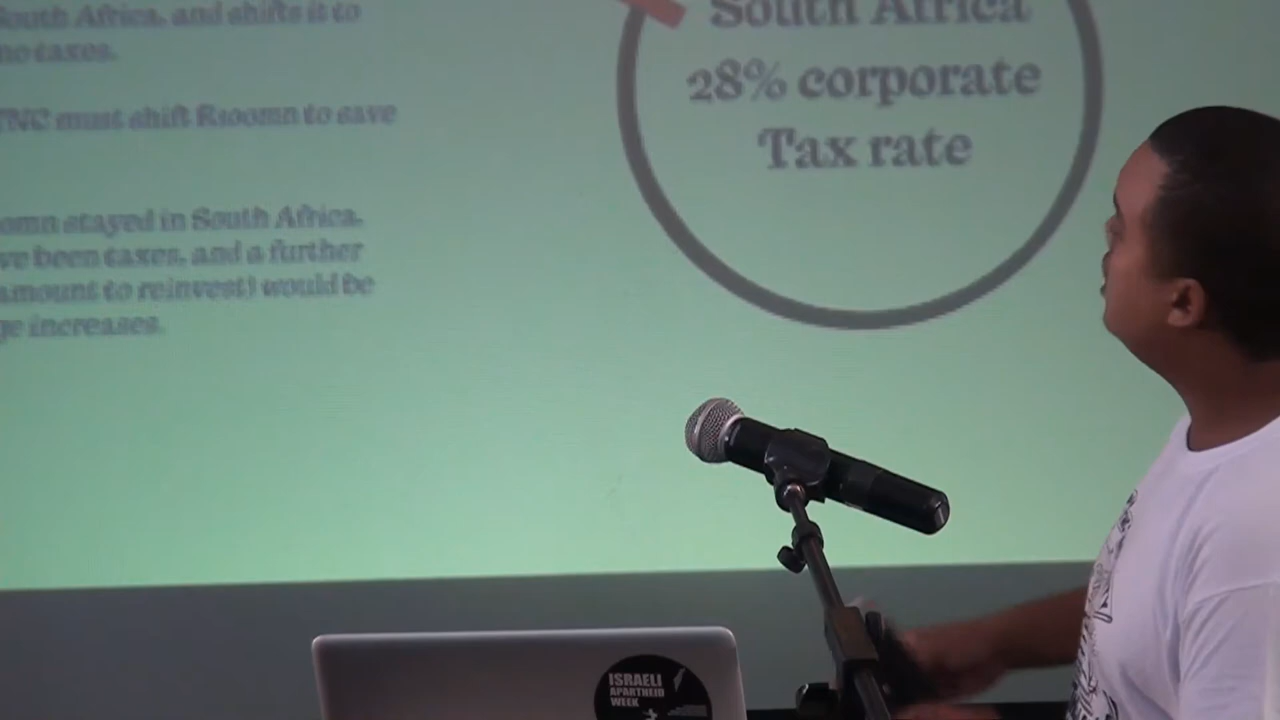 South Africa, and shifts is to
no taxes.
TNC must shift R100mn to save
omn stayed in South Africa.
ve been taxes, and a further
amount to reinvest) would be
ge increases.
South Africa
28% corporate
Tax rate
ISRAELI
APARTHEID
WEEK